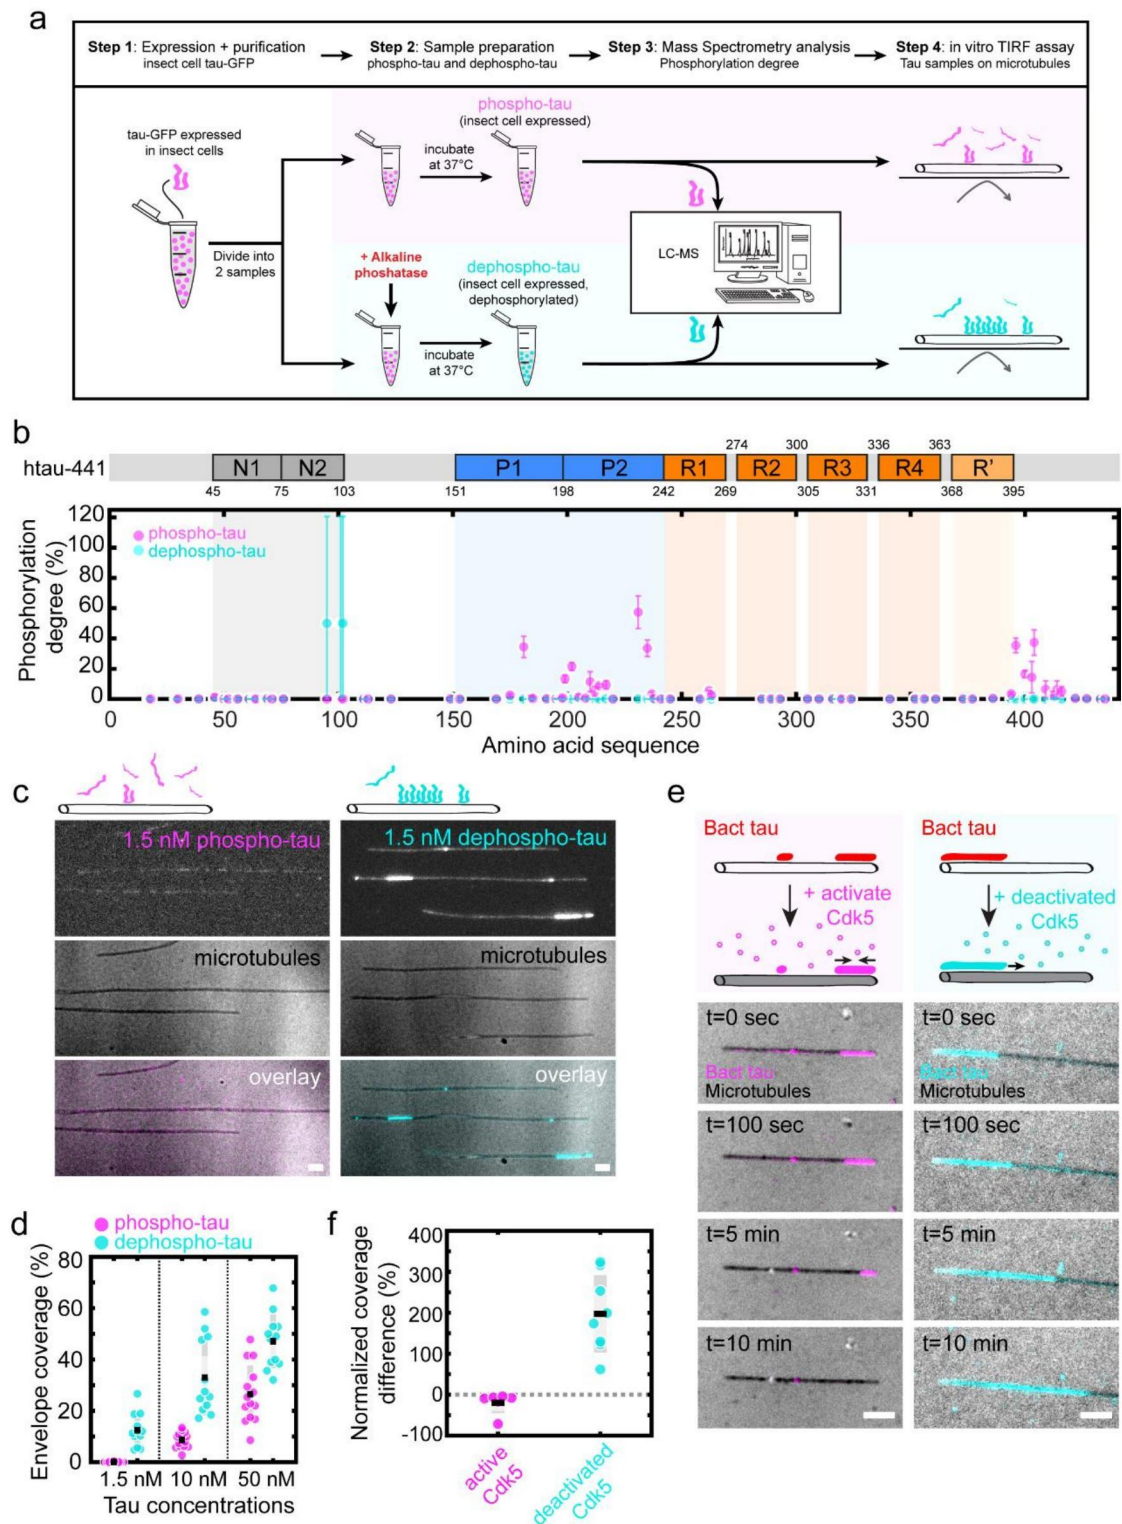 a
Step 1: Expression + purification
insect cell tau-GFP
Step 2: Sample preparation
phospho-tau and dephospho-tau
Step 3: Mass Spectrometry analysis
Phosphorylation degree
Step 4: in vitro TIRF assay
Tau samples on microtubules
tau-GFP expressed
in insect cells
Divide into
2 samples
phospho-tau
(insect cell expressed)
incubate
at 37°C
+ Alkaline
phoshatase
dephospho-tau
(insect cell expressed,
dephosphorylated)
incubate
at 37°C
LC-MS
b
274 300 336 363
htau-441 N1 N2 P1 P2 R1 R2 R3 R4 R'
45 75 103 151 198 242 269 305 331 368 395
Phosphorylation
degree (%)
120
100
80
60
40
20
0
phospho-tau
dephospho-tau
0 50 100 150 200 250 300 350 400
Amino acid sequence
c
1.5 nM phospho-tau
microtubules
overlay
1.5 nM dephospho-tau
microtubules
overlay
d
phospho-tau
dephospho-tau
Envelope coverage (%)
80
60
40
20
0
1.5 nM 10 nM 50 nM
Tau concentrations
e
Bact tau
+ activate
Cdk5
Bact tau
+ deactivated
Cdk5
t=0 sec
Bact tau
Microtubules
t=100 sec
t=5 min
t=10 min
t=0 sec
Bact tau
Microtubules
t=100 sec
t=5 min
t=10 min
f
Normalized coverage
difference (%)
400
300
200
100
0
-100
active
Cdk5
deactivated
Cdk5